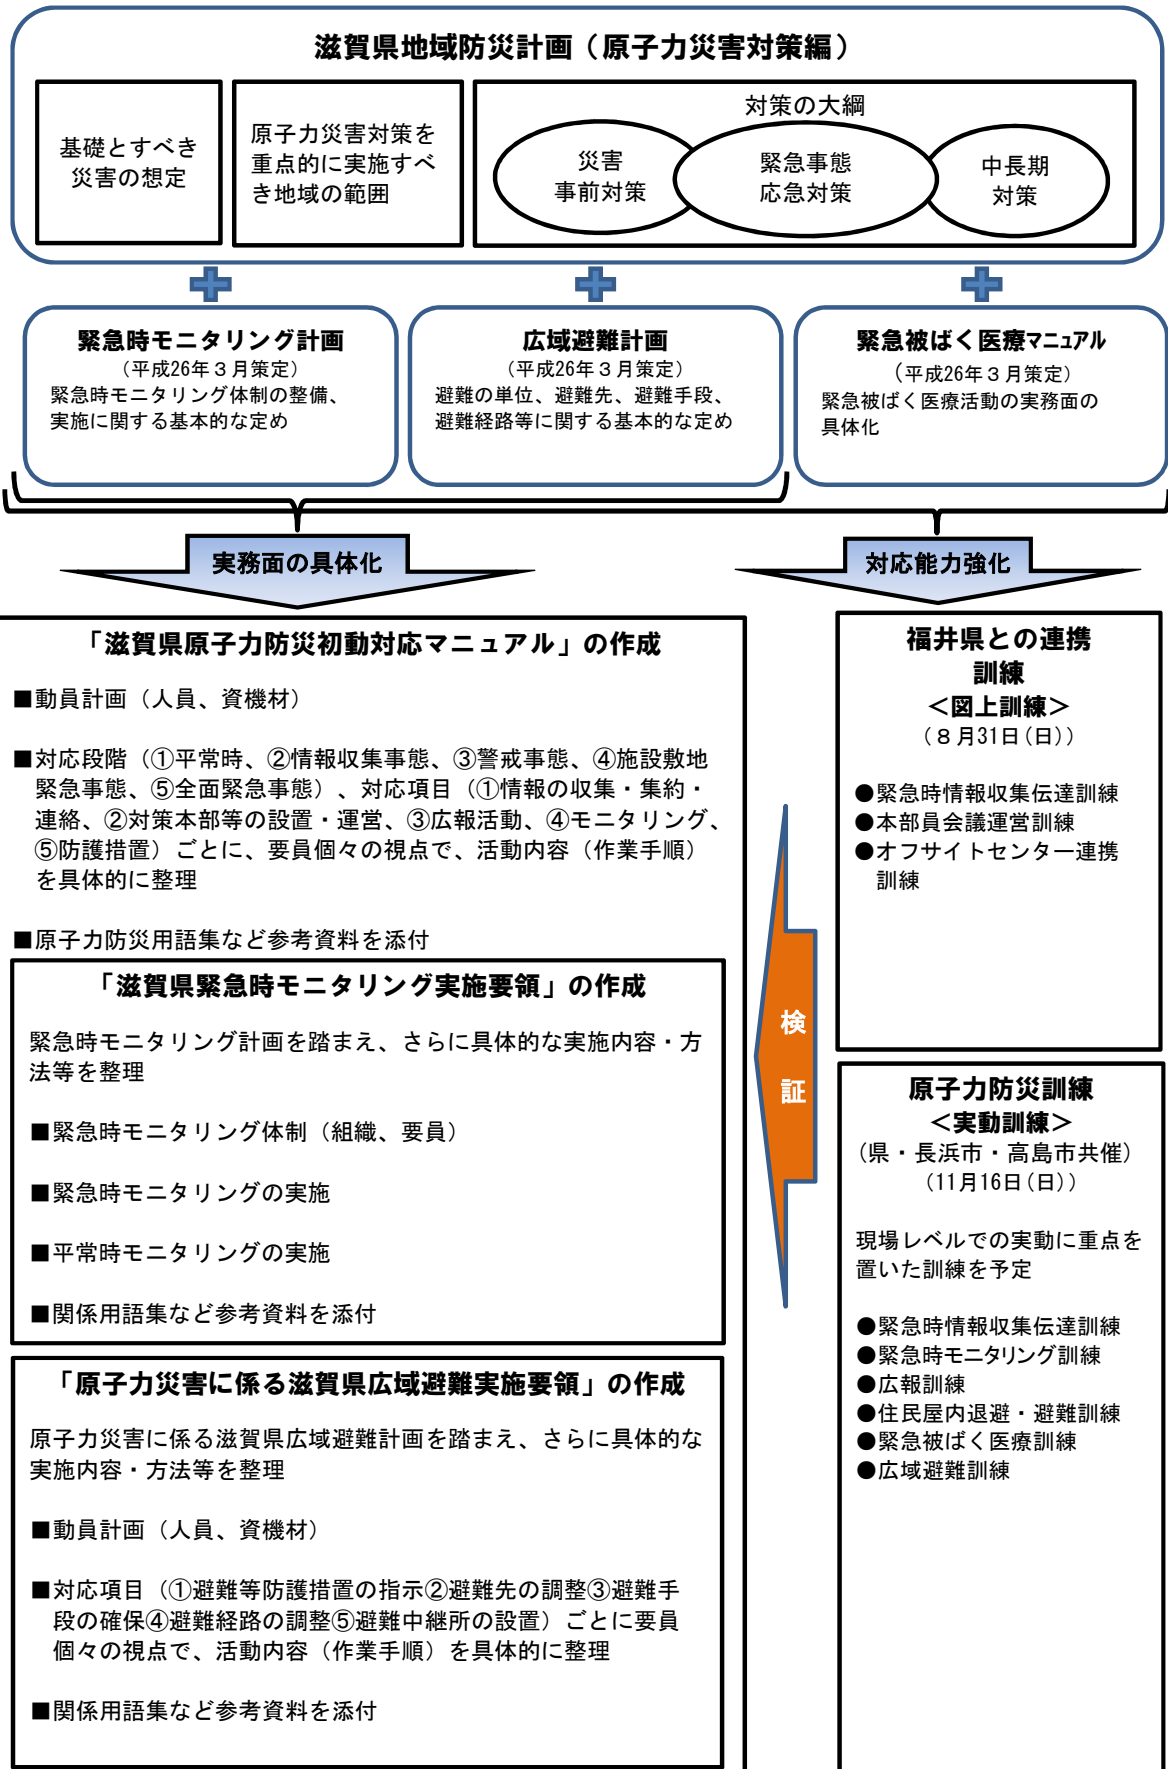 滋賀県地域防災計画（原子力災害対策編）
基礎とすべき
災害の想定
原子力災害対策を
重点的に実施すべ
き地域の範囲
対策の大綱
災害
事前対策
緊急事態
応急対策
中長期
対策
緊急時モニタリング計画
（平成26年３月策定）
緊急時モニタリング体制の整備、
実施に関する基本的な定め
広域避難計画
（平成26年３月策定）
避難の単位、避難先、避難手段、
避難経路等に関する基本的な定め
緊急被ばく医療マニュアル
（平成26年３月策定）
緊急被ばく医療活動の実務面の
具体化
実務面の具体化
対応能力強化
「滋賀県原子力防災初動対応マニュアル」の作成
■動員計画（人員、資機材）
■対応段階（①平常時、②情報収集事態、③警戒事態、④施設敷地
緊急事態、⑤全面緊急事態）、対応項目（①情報の収集・集約・
連絡、②対策本部等の設置・運営、③広報活動、④モニタリング、
⑤防護措置）ごとに、要員個々の視点で、活動内容（作業手順）
を具体的に整理
■原子力防災用語集など参考資料を添付
「滋賀県緊急時モニタリング実施要領」の作成
緊急時モニタリング計画を踏まえ、さらに具体的な実施内容・方
法等を整理
■緊急時モニタリング体制（組織、要員）
■緊急時モニタリングの実施
■平常時モニタリングの実施
■関係用語集など参考資料を添付
「原子力災害に係る滋賀県広域避難実施要領」の作成
原子力災害に係る滋賀県広域避難計画を踏まえ、さらに具体的な
実施内容・方法等を整理
■動員計画（人員、資機材）
■対応項目（①避難等防護措置の指示②避難先の調整③避難手
段の確保④避難経路の調整⑤避難中継所の設置）ごとに要員
個々の視点で、活動内容（作業手順）を具体的に整理
■関係用語集など参考資料を添付
検
証
福井県との連携
訓練
＜図上訓練＞
（８月31日(日)）
●緊急時情報収集伝達訓練
●本部員会議運営訓練
●オフサイトセンター連携
訓練
原子力防災訓練
＜実動訓練＞
（県・長浜市・高島市共催）
（11月16日(日)）
現場レベルでの実動に重点を
置いた訓練を予定
●緊急時情報収集伝達訓練
●緊急時モニタリング訓練
●広報訓練
●住民屋内退避・避難訓練
●緊急被ばく医療訓練
●広域避難訓練